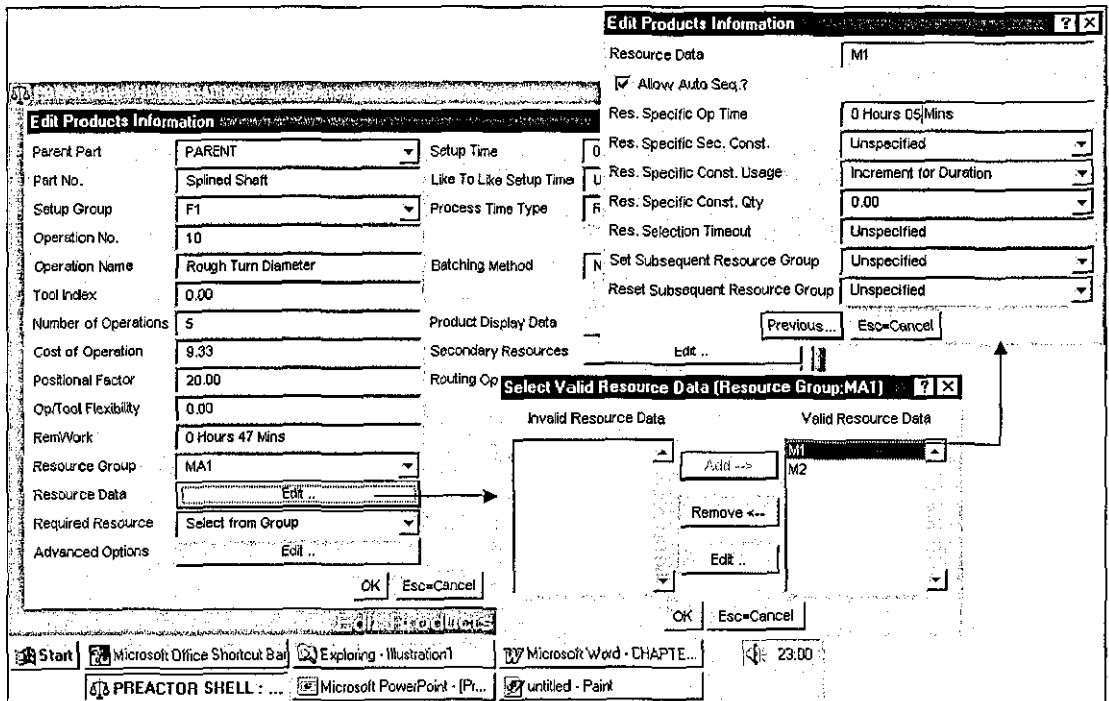 Edit Products Information
Resource Data M1
Allow Auto Seq.?
Res. Specific Op Time 0 Hours 05 Mins
Res. Specific Sec. Const. Unspecified
Res. Specific Const. Usage Increment for Duration
Res. Specific Const. Qty 0.00
Res. Selection Timeout Unspecified
Set Subsequent Resource Group Unspecified
Reset Subsequent Resource Group Unspecified
Previous... Esc=Cancel
Edit Products Information
Parent Part PARENT
Part No. Splined Shaft
Setup Group F1
Operation No. 10
Operation Name Rough Turn Diameter
Tool Index 0.00
Number of Operations 5
Cost of Operation 9.33
Positional Factor 20.00
Op/Tool Flexibility 0.00
RemWork 0 Hours 47 Mins
Resource Group MA1
Resource Data Edit ..
Required Resource Select from Group
Advanced Options Edit ..
OK Esc=Cancel
Setup Time 0
Like To Like Setup Time U
Process Time Type R
Batching Method N
Product Display Data
Secondary Resources Edit ..
Routing Op
Select Valid Resource Data (Resource Group:MA1)
Invalid Resource Data Valid Resource Data
M1
M2
Add -->
Remove <--
Edit ..
OK Esc=Cancel
Edit Products
Start Microsoft Office Shortcut Bar Exploring - Illustration1 Microsoft Word - CHAPTE... 23:00
PREACTOR SHELL : ... Microsoft PowerPoint - [Pr... untitled - Paint